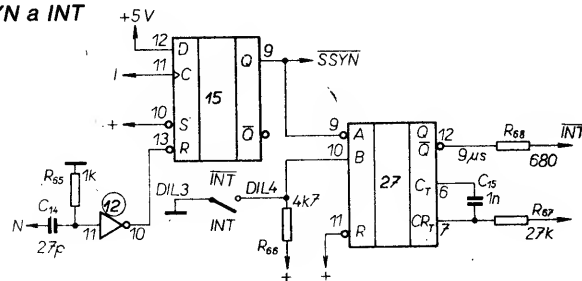 YN a INT
+5V
12 D Q 9 SSYN
I 11 C
15
+ 10 S
13 R Q
9 A Q 12 R68 INT
10 B Q 9μs 680
27
CT 6 C15 1n
11 R CRT 7 R67 27k
+
R65 1k
C14
N 27p 11 12 10
DIL3 INT DIL4
INT
4k7
R66
+